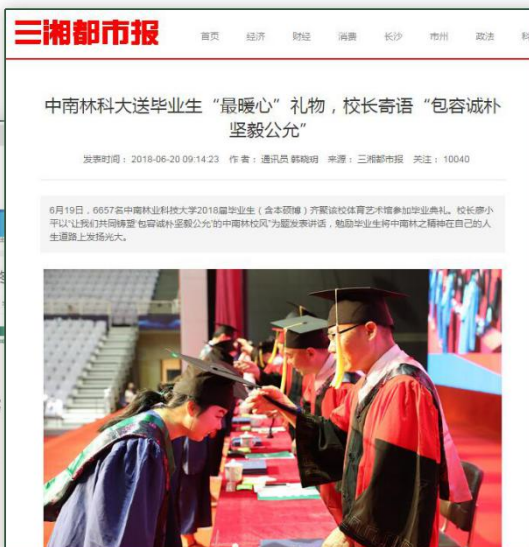 三湘都市报
首页 经济 财经 消费 长沙 市州 政法
中南林科大送毕业生“最暖心”礼物，校长寄语“包容诚朴
坚毅公允”
发表时间：2018-06-20 09:14:23 作者：通讯员 韩晓明 来源：三湘都市报 关注：10040
6月19日，6657名中南林业科技大学2018届毕业生（含本硕博）齐聚该校体育艺术馆参加毕业典礼。校长廖小
平以“让我们共同铸塑‘包容诚朴坚毅公允’的中南林校风”为题发表讲话，勉励毕业生将中南林之精神在自己的人
生道路上发扬光大。